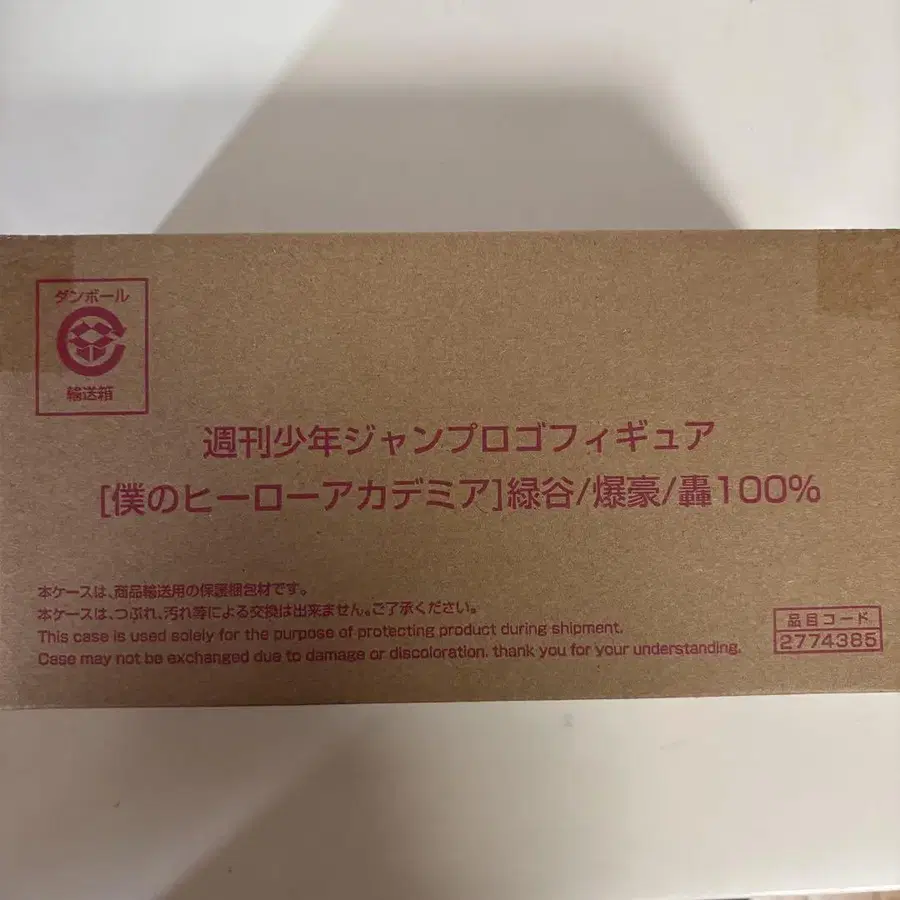 ダンボール
輸送箱
週刊少年ジャンプロゴフィギュア
[僕のヒーローアカデミア]緑谷/爆豪/轟100%
本ケースは、商品輸送用の保護梱包材です。
本ケースは、つぶれ、汚れ等による交換は出来ません。ご了承ください。
This case is used solely for the purpose of protecting product during shipment.
Case may not be exchanged due to damage or discoloration. thank you for your understanding.
品目コード
2774385